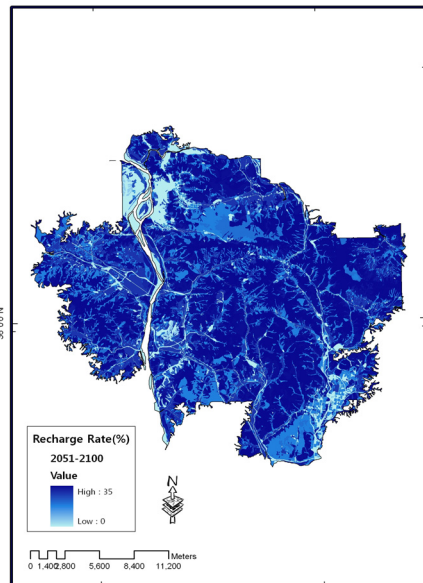 Recharge Rate(%)
2051-2100
Value
High : 35
Low : 0
N
Meters
0 1,400 2,800 5,600 8,400 11,200